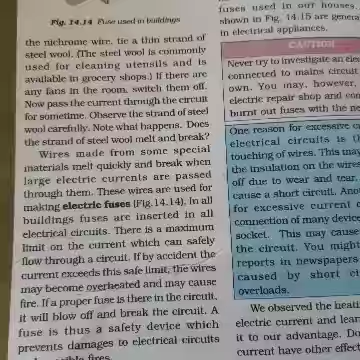 Fig. 14.14 Fuse used in buildings
the nichrome wire, tie a thin strand of
steel wool. (The steel wool is commonly
used for cleaning utensils and is
available in grocery shops.) If there are
any fans in the room, switch them off.
Now pass the current through the circuit
for sometime. Observe the strand of steel
wool carefully. Note what happens. Does
the strand of steel wool melt and break?
Wires made from some special
materials melt quickly and break when
large electric currents are passed
through them. These wires are used for
making electric fuses (Fig.14.14). In all
buildings fuses are inserted in all
electrical circuits. There is a maximum
limit on the current which can safely
flow through a circuit. If by accident the
current exceeds this safe limit, the wires
may become overheated and may cause
fire. If a proper fuse is there in the circuit,
it will blow off and break the circuit. A
fuse is thus a safety device which
prevents damages to electrical circuits
fires.
fuses used in our houses.
shown in Fig. 14.15 are
in electrical appliances.
CAUTION
Never try to investigate an
connected to mains circuit
own. You may, however,
electric repair shop and
burnt out fuses with the
One reason for excessive
electrical circuits is
touching of wires. This may
the insulation on the wires
off due to wear and tear.
cause a short circuit.
for excessive current
connection of many
socket. This may cause
the circuit. You might
reports in newspapers
caused by short
overloads.
We observed the
electric current and
it to our advantage.
current have other